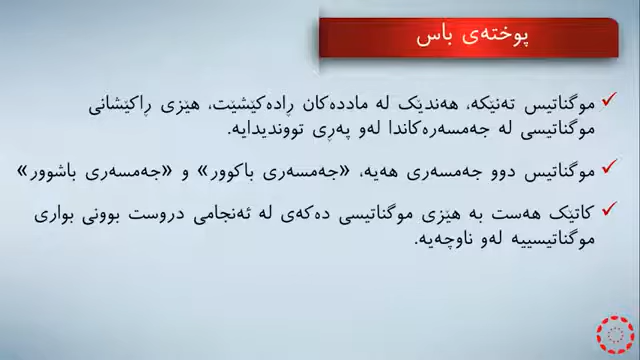 پوختەی باس
موگناتیس تەنێکە، هەندێک لە ماددەکان ڕادەکێشێت، هێزی ڕاکێشانی
موگناتیسی لە جەمسەرەکاندا لەو پەڕی تووندیدایە.
موگناتیس دوو جەمسەری هەیە، «جەمسەری باکوور» و «جەمسەری باشوور»
کاتێک هەست بە هێزی موگناتیسی دەکەی لە ئەنجامی دروست بوونی بواری
موگناتیسییە لەو ناوچەیە.